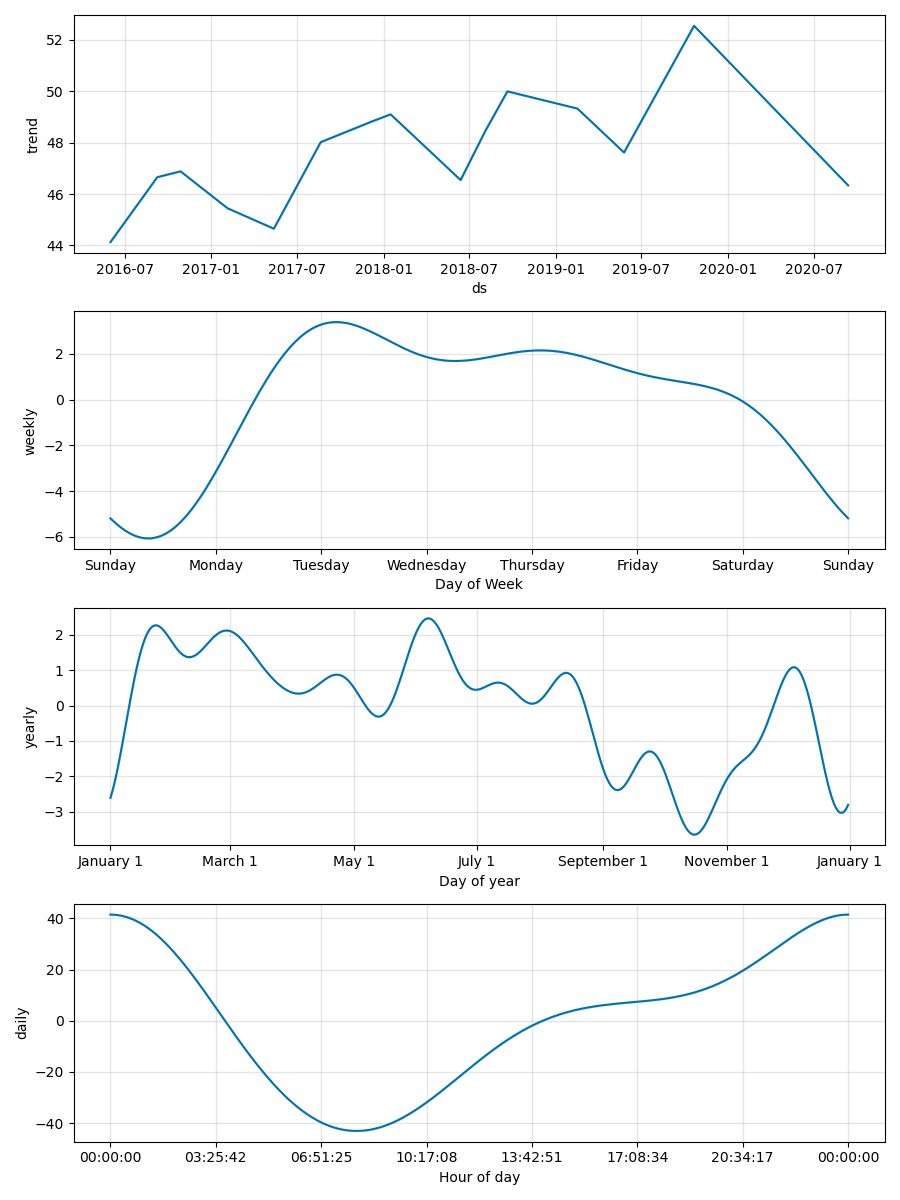 52
50
48
46
44
trend
2016-07 2017-01 2017-07 2018-01 2018-07 2019-01 2019-07 2020-01 2020-07
ds
2
0
−2
−4
−6
weekly
Sunday Monday Tuesday Wednesday Thursday Friday Saturday Sunday
Day of Week
2
1
0
−1
−2
−3
yearly
January 1 March 1 May 1 July 1 September 1 November 1 January 1
Day of year
40
20
0
−20
−40
daily
00:00:00 03:25:42 06:51:25 10:17:08 13:42:51 17:08:34 20:34:17 00:00:00
Hour of day